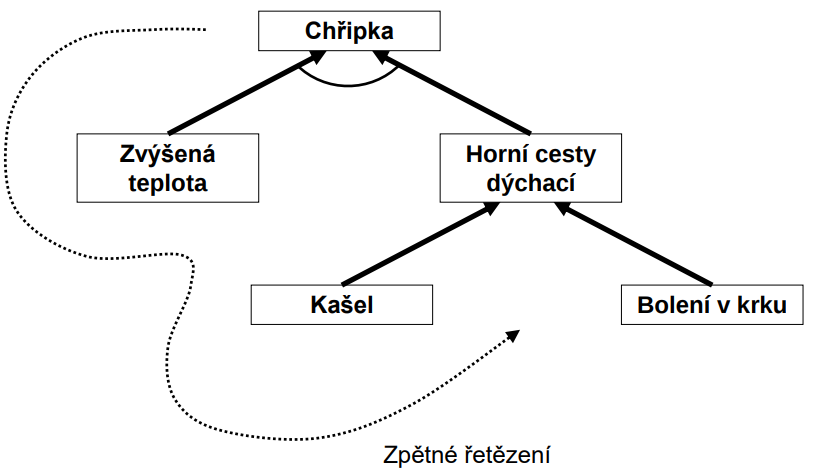 Chřipka
Zvýšená
teplota
Horní cesty
dýchací
Kašel
Bolení v krku
Zpětné řetězení